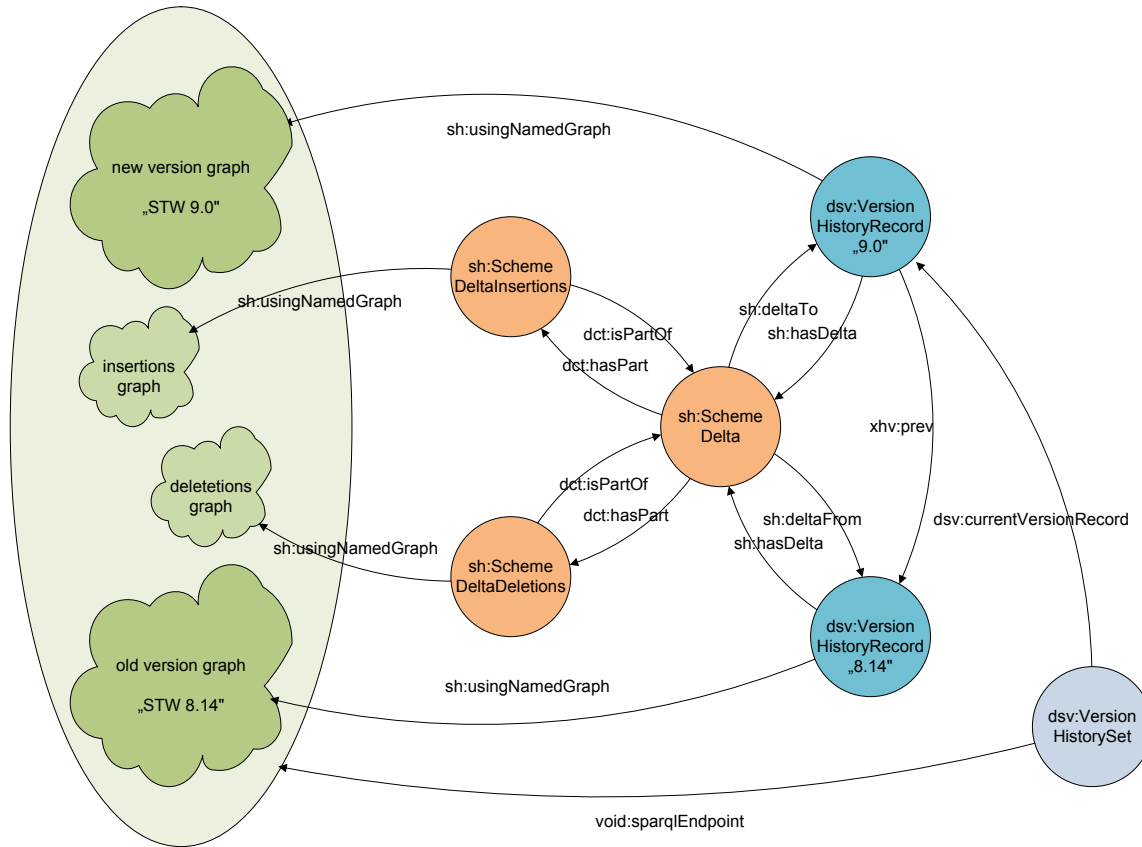 sh:usingNamedGraph
new version graph
„STW 9.0"
dsv:Version
HistoryRecord
„9.0"
sh:Scheme
DeltaInsertions
sh:usingNamedGraph
sh:deltaTo
sh:hasDelta
dct:isPartOf
dct:hasPart
insertions
graph
sh:Scheme
Delta
xhv:prev
deletetions
graph
dct:isPartOf
dct:hasPart
sh:deltaFrom
sh:hasDelta
dsv:currentVersionRecord
sh:usingNamedGraph
sh:Scheme
DeltaDeletions
dsv:Version
HistoryRecord
„8.14"
old version graph
„STW 8.14"
sh:usingNamedGraph
dsv:Version
HistorySet
void:sparqlEndpoint